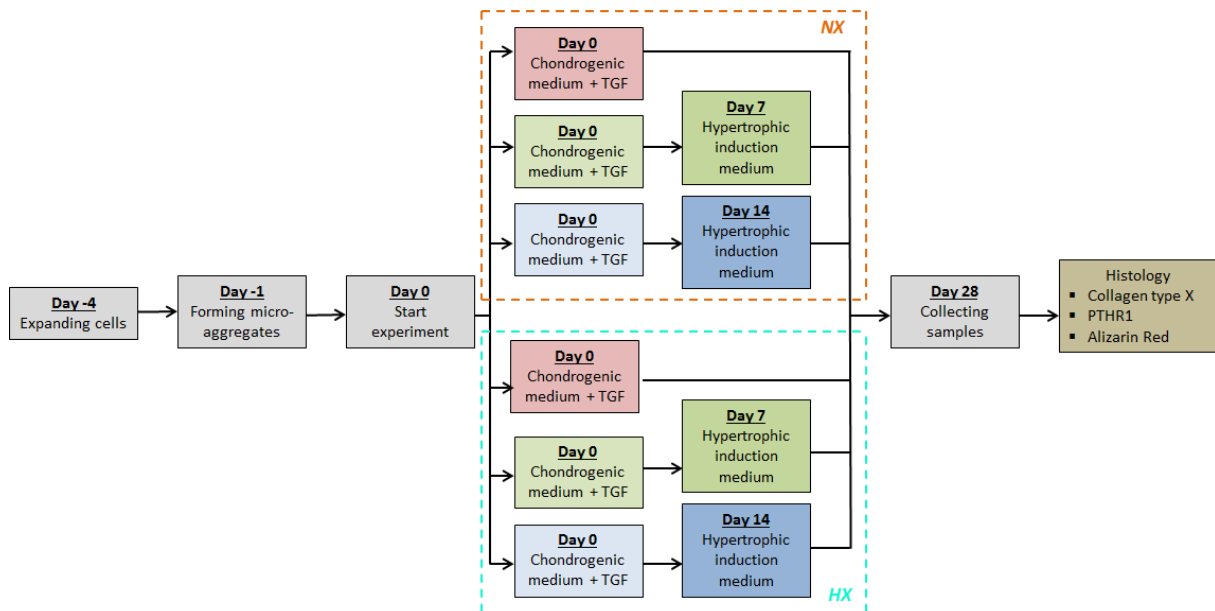 NX
Day 0
Chondrogenic
medium + TGF
Day 0
Chondrogenic
medium + TGF
Day 7
Hypertrophic
induction
medium
Day 0
Chondrogenic
medium + TGF
Day 14
Hypertrophic
induction
medium
Day -4
Expanding cells
Day -1
Forming micro-
aggregates
Day 0
Start
experiment
Day 28
Collecting
samples
Histology
▪ Collagen type X
▪ PTHR1
▪ Alizarin Red
Day 0
Chondrogenic
medium + TGF
Day 0
Chondrogenic
medium + TGF
Day 7
Hypertrophic
induction
medium
Day 0
Chondrogenic
medium + TGF
Day 14
Hypertrophic
induction
medium
HX